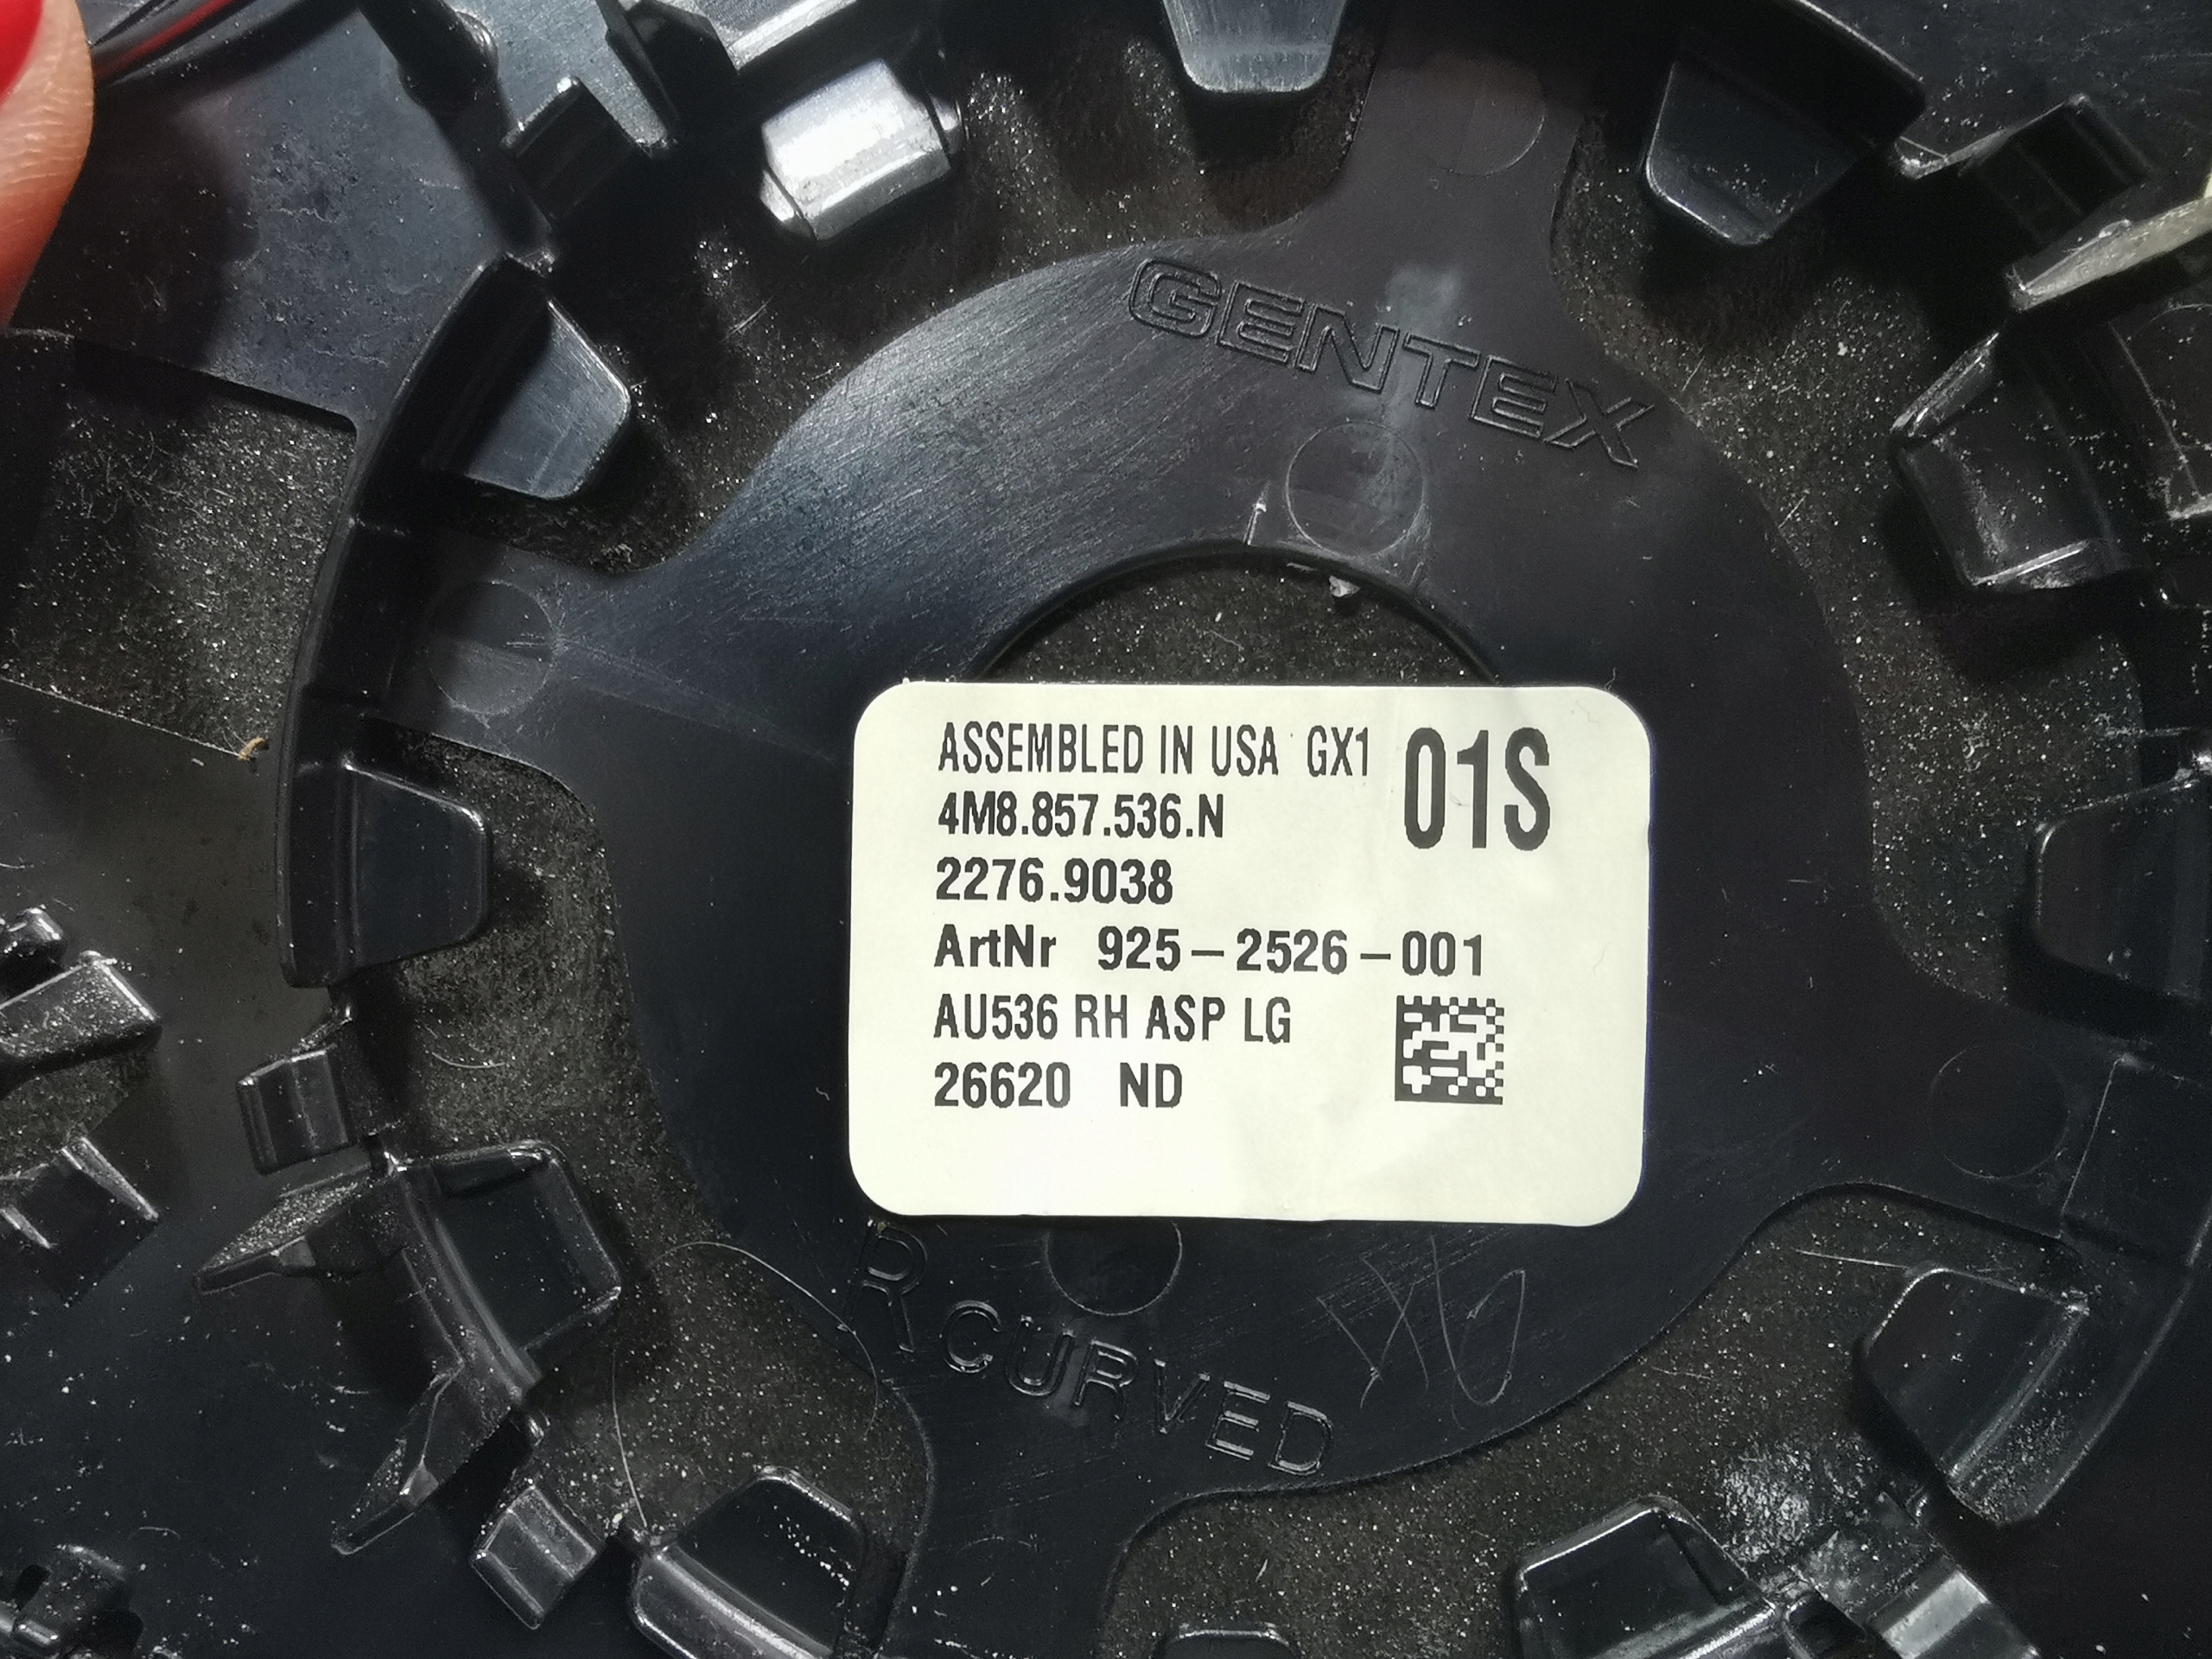 GENTEX
ASSEMBLED IN USA GX1 01S
4M8.857.536.N
2276.9038
ArtNr 925-2526-001
AU536 RH ASP LG
26620 ND
R CURVED